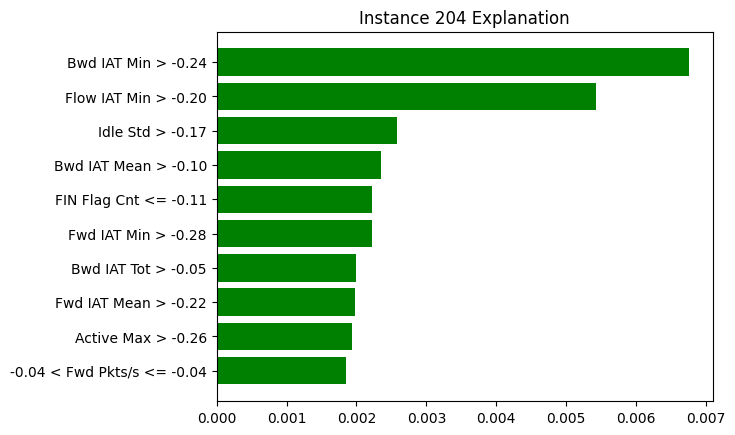 Instance 204 Explanation
Bwd IAT Min > -0.24
Flow IAT Min > -0.20
Idle Std > -0.17
Bwd IAT Mean > -0.10
FIN Flag Cnt <= -0.11
Fwd IAT Min > -0.28
Bwd IAT Tot > -0.05
Fwd IAT Mean > -0.22
Active Max > -0.26
-0.04 < Fwd Pkts/s <= -0.04
0.000 0.001 0.002 0.003 0.004 0.005 0.006 0.007